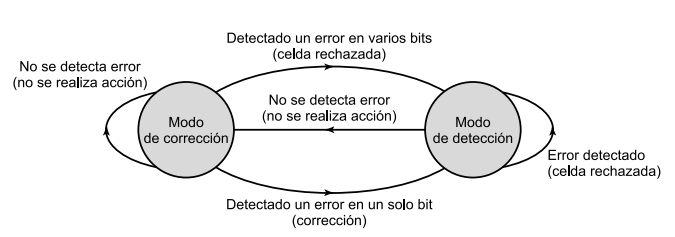 Detectado un error en varios bits
(celda rechazada)
No se detecta error
(no se realiza acción)
No se detecta error
(no se realiza acción)
Modo
de corrección
Modo
de detección
Error detectado
(celda rechazada)
Detectado un error en un solo bit
(corrección)